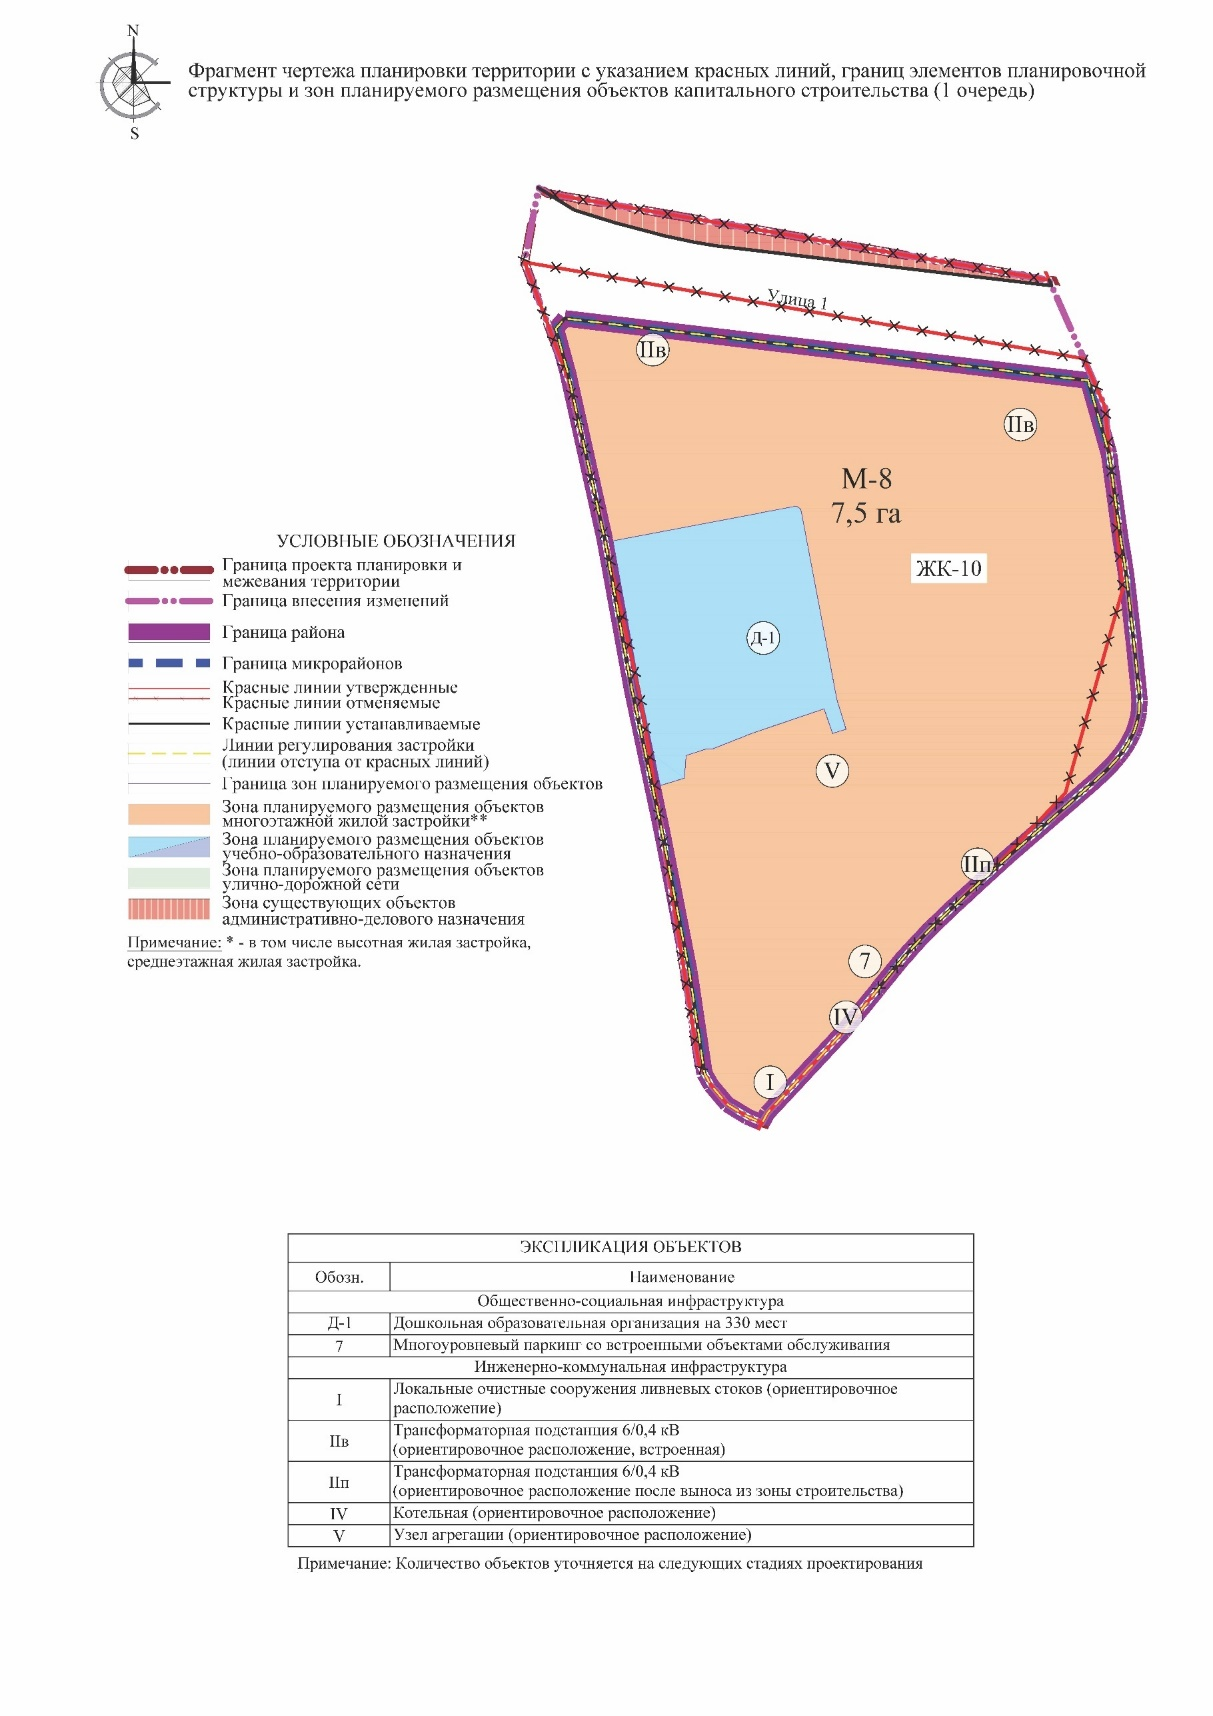 N
S
Фрагмент чертежа планировки территории с указанием красных линий, границ элементов планировочной
структуры и зон планируемого размещения объектов капитального строительства (1 очередь)
Улица 1
IIв
IIв
М-8
7,5 га
ЖК-10
Д-1
V
IIп
7
IV
I
УСЛОВНЫЕ ОБОЗНАЧЕНИЯ
Граница проекта планировки и
межевания территории
Граница внесения изменений
Граница района
Граница микрорайонов
Красные линии утвержденные
Красные линии отменяемые
Красные линии устанавливаемые
Линии регулирования застройки
(линии отступа от красных линий)
Граница зон планируемого размещения объектов
Зона планируемого размещения объектов
многоэтажной жилой застройки**
Зона планируемого размещения объектов
учебно-образовательного назначения
Зона планируемого размещения объектов
улично-дорожной сети
Зона существующих объектов
административно-делового назначения
Примечание: * - в том числе высотная жилая застройка,
среднеэтажная жилая застройка.
ЭКСПЛИКАЦИЯ ОБЪЕКТОВ
Обозн. Наименование
Общественно-социальная инфраструктура
Д-1 Дошкольная образовательная организация на 330 мест
7 Многоуровневый паркинг со встроенными объектами обслуживания
Инженерно-коммунальная инфраструктура
I Локальные очистные сооружения ливневых стоков (ориентировочное
расположение)
IIв Трансформаторная подстанция 6/0,4 кВ
(ориентировочное расположение, встроенная)
IIп Трансформаторная подстанция 6/0,4 кВ
(ориентировочное расположение после выноса из зоны строительства)
IV Котельная (ориентировочное расположение)
V Узел агрегации (ориентировочное расположение)
Примечание: Количество объектов уточняется на следующих стадиях проектирования